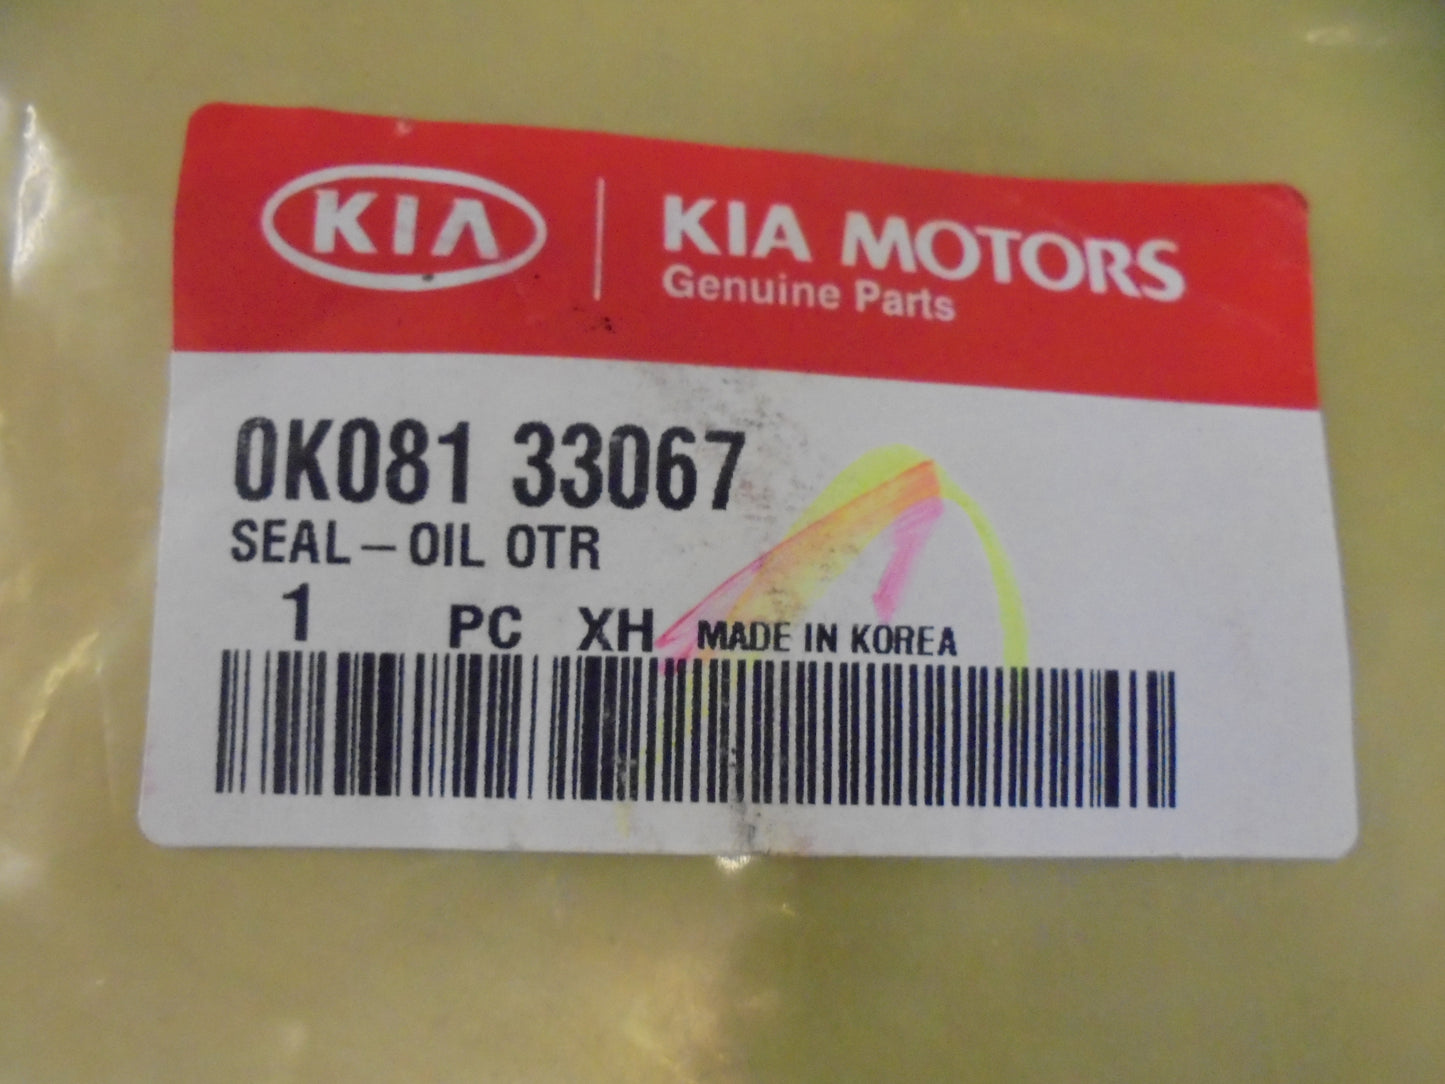 KIA
KIA MOTORS
Genuine Parts
0K081 33067
SEAL-OIL OTR
1 PC XH MADE IN KOREA